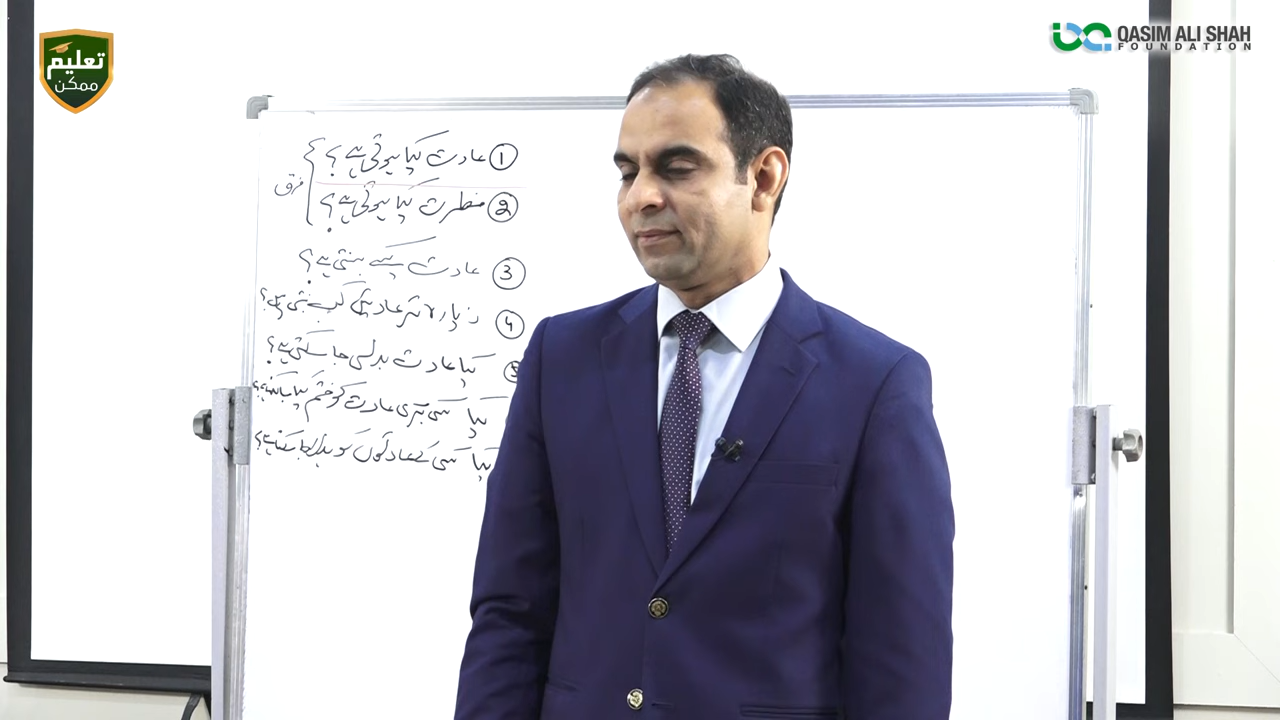 تعلیم
ممکن
QASIM ALI SHAH
FOUNDATION
① عادت کیا ہوتی ہے؟
② فطرت کیا ہوتی ہے؟
فرق
③ عادت کیسے بنتی ہے؟
④ زیادہ تر عادتیں کب بنتی ہیں؟
⑤ کیا عادت بدلی جا سکتی ہے؟
کیا کسی بری عادت کو ختم کیا جا سکتا ہے؟
کیا کسی کے عادتوں کو بدلا جا سکتا ہے؟